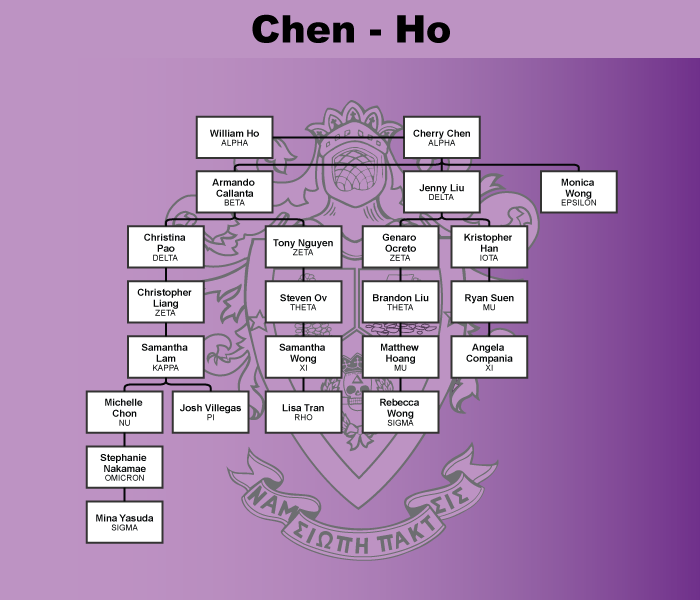 Chen - Ho
William Ho
ALPHA
Cherry Chen
ALPHA
Armando
Callanta
BETA
Jenny Liu
DELTA
Monica
Wong
EPSILON
Christina
Pao
DELTA
Tony Nguyen
ZETA
Genaro
Ocreto
ZETA
Kristopher
Han
IOTA
Christopher
Liang
ZETA
Steven Ov
THETA
Brandon Liu
THETA
Ryan Suen
MU
Samantha
Lam
KAPPA
Samantha
Wong
XI
Matthew
Hoang
MU
Angela
Compania
XI
Michelle
Chon
NU
Josh Villegas
PI
Lisa Tran
RHO
Rebecca
Wong
SIGMA
Stephanie
Nakamae
OMICRON
Mina Yasuda
SIGMA
ΝΑΜ ΣΙΩΠΗ ΠΑΚΤ ΣΙΣ